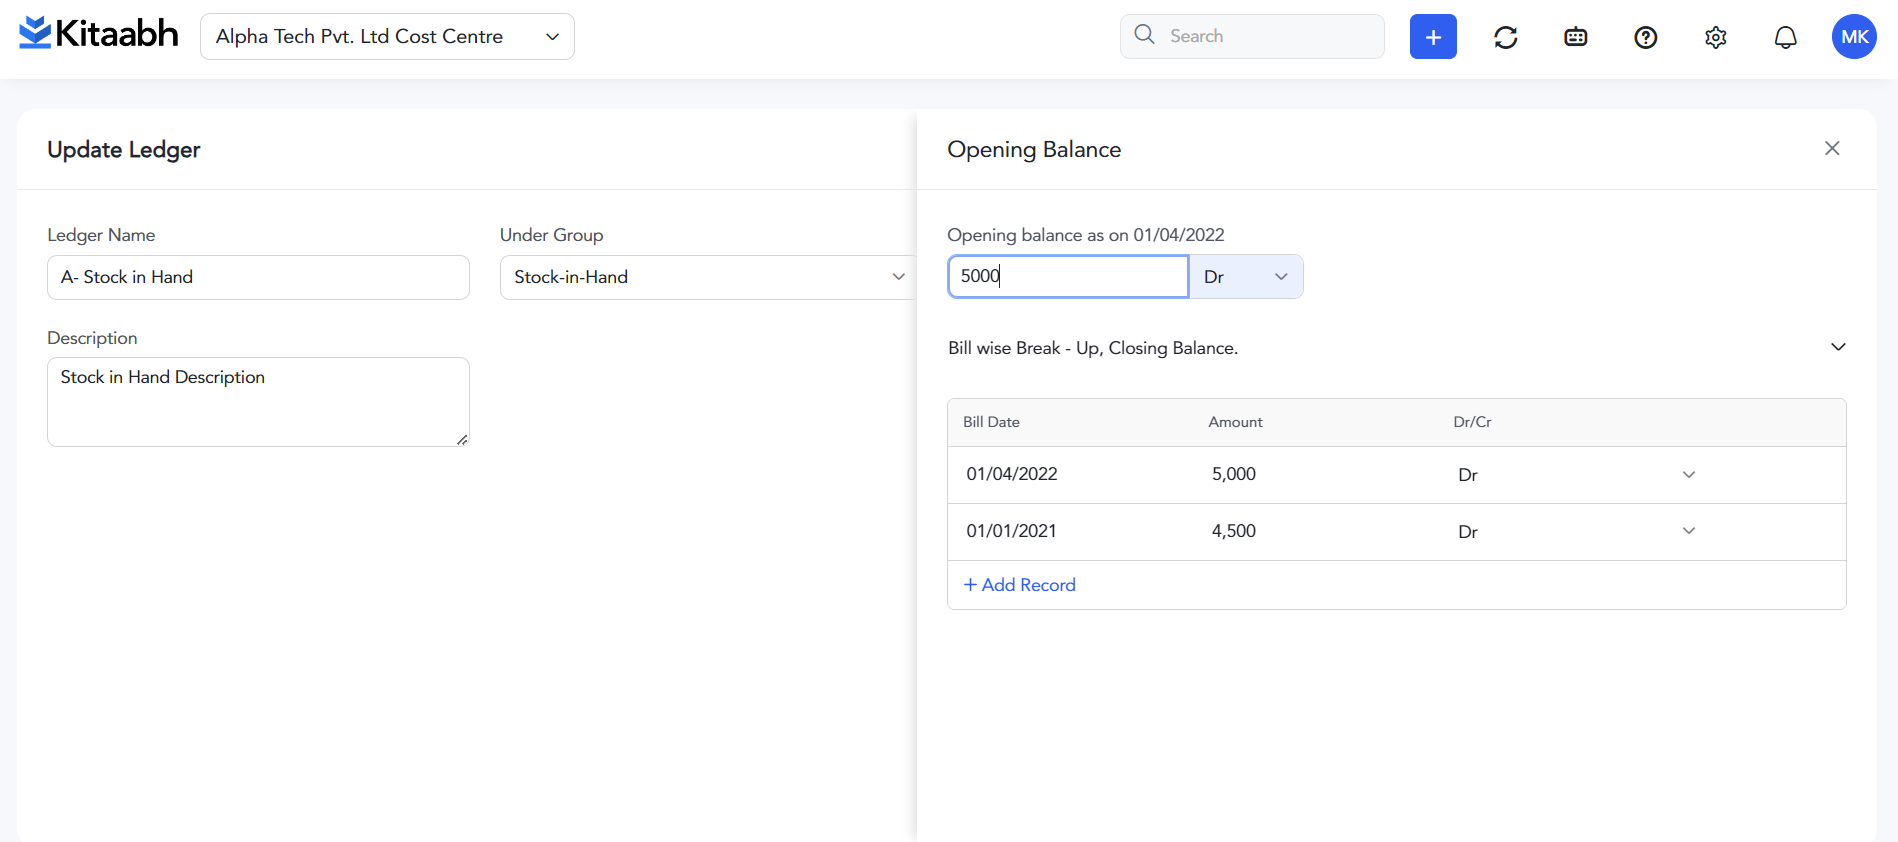 Kitaabh
Alpha Tech Pvt. Ltd Cost Centre
Search
MK
Update Ledger
Ledger Name
Under Group
A- Stock in Hand
Stock-in-Hand
Description
Stock in Hand Description
Opening Balance
Opening balance as on 01/04/2022
5000 Dr
Bill wise Break - Up, Closing Balance.
Bill Date Amount Dr/Cr
01/04/2022 5,000 Dr
01/01/2021 4,500 Dr
+ Add Record